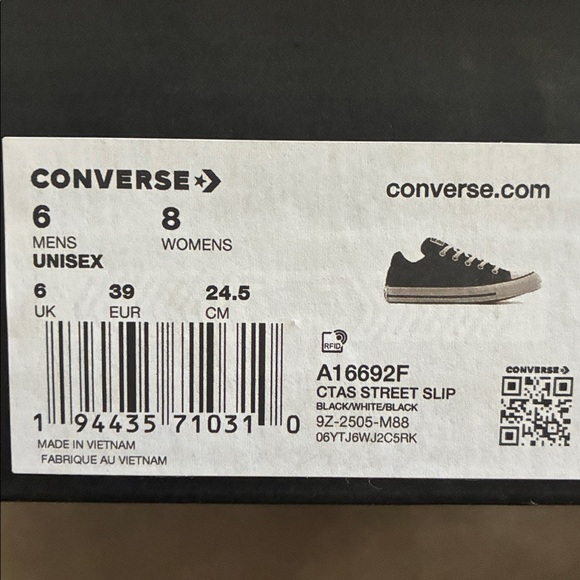 CONVERSE
converse.com
6 8
MENS WOMENS
UNISEX
6 39 24.5
UK EUR CM
RFID
A16692F
CTAS STREET SLIP
BLACK/WHITE/BLACK
9Z-2505-M88
06YTJ6WJ2C5RK
CONVERSE
1 94435 71031 0
MADE IN VIETNAM
FABRIQUE AU VIETNAM